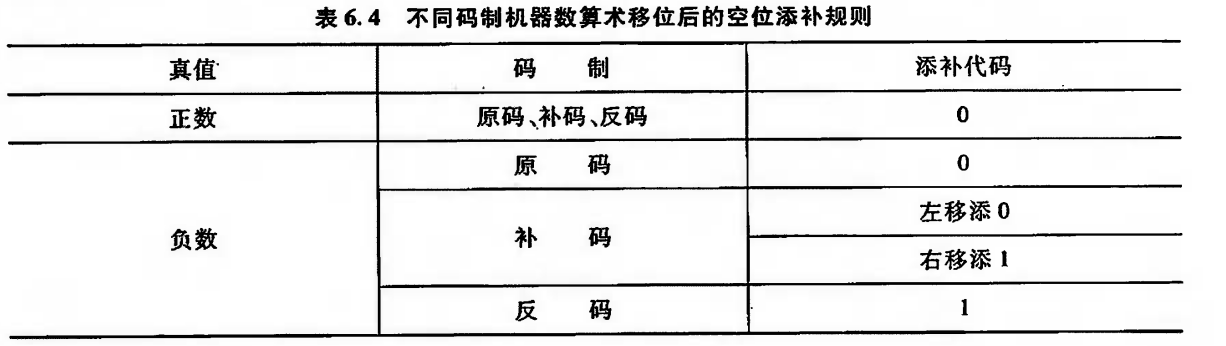 表 6.4 不同码制机器数算术移位后的空位添补规则
真值 码 制 添补代码
正数 原码、补码、反码 0
负数 原 码 0
补 码 左移添 0
右移添 1
反 码 1